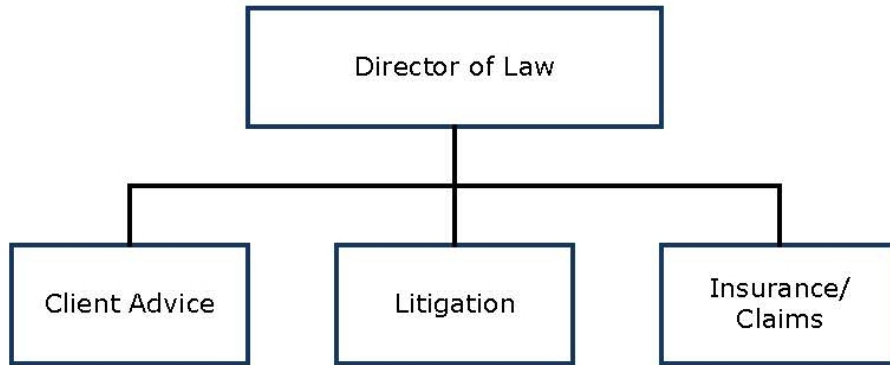 Director of Law
Client Advice
Litigation
Insurance/
Claims